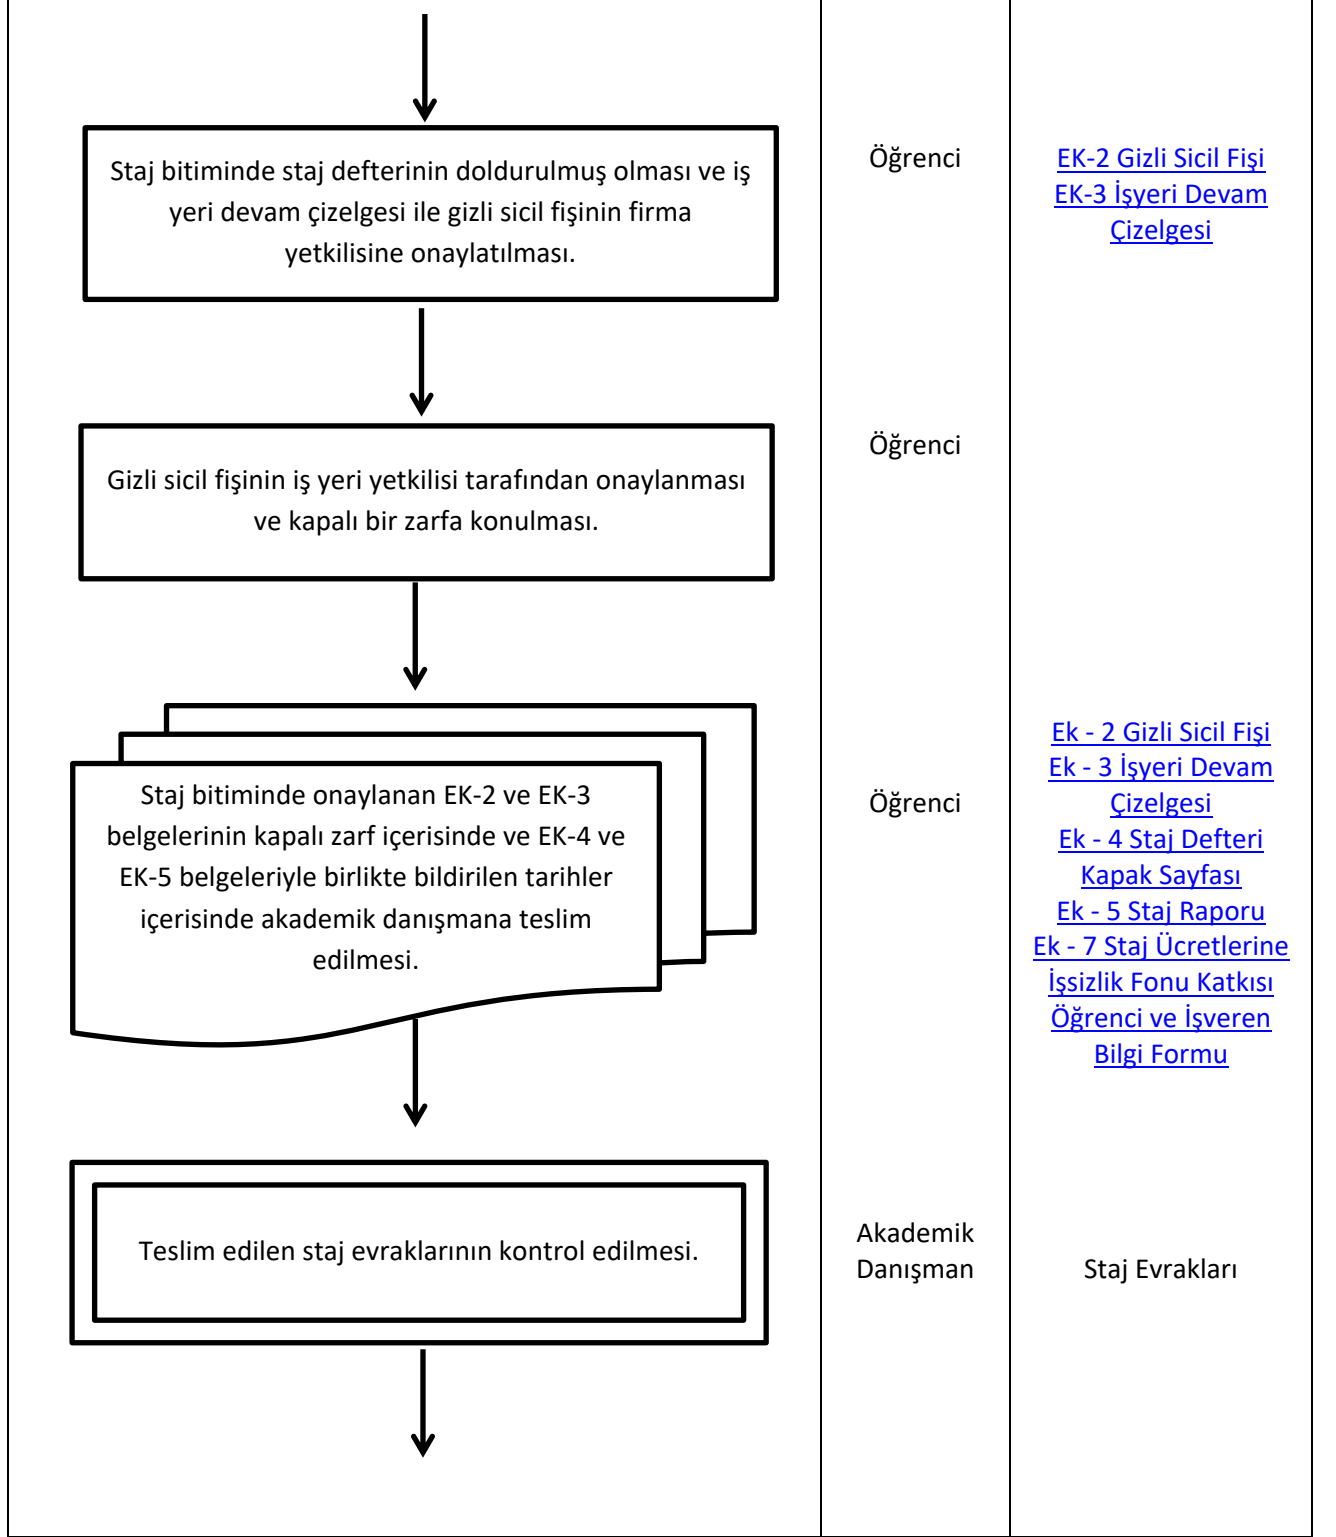 Staj bitiminde staj defterinin doldurulmuş olması ve iş
yeri devam çizelgesi ile gizli sicil fişinin firma
yetkilisine onaylatılması.
Öğrenci
EK-2 Gizli Sicil Fişi
EK-3 İşyeri Devam
Çizelgesi
Gizli sicil fişinin iş yeri yetkilisi tarafından onaylanması
ve kapalı bir zarfa konulması.
Öğrenci
Staj bitiminde onaylanan EK-2 ve EK-3
belgelerinin kapalı zarf içerisinde ve EK-4 ve
EK-5 belgeleriyle birlikte bildirilen tarihler
içerisinde akademik danışmana teslim
edilmesi.
Öğrenci
Ek - 2 Gizli Sicil Fişi
Ek - 3 İşyeri Devam
Çizelgesi
Ek - 4 Staj Defteri
Kapak Sayfası
Ek - 5 Staj Raporu
Ek - 7 Staj Ücretlerine
İşsizlik Fonu Katkısı
Öğrenci ve İşveren
Bilgi Formu
Teslim edilen staj evraklarının kontrol edilmesi.
Akademik
Danışman
Staj Evrakları